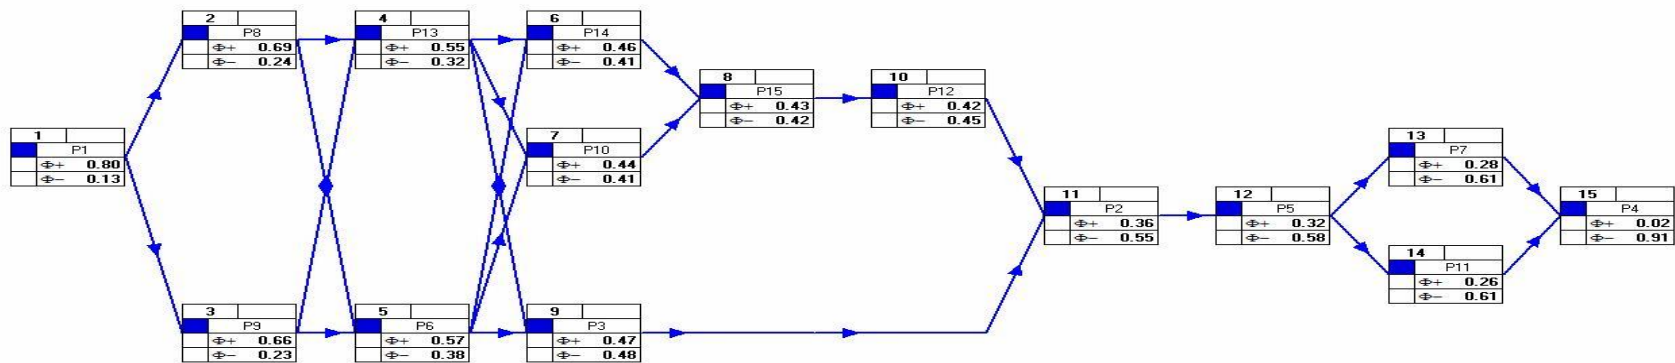 1
P1
Φ+ 0.80
Φ− 0.13
2
P8
Φ+ 0.69
Φ− 0.24
3
P9
Φ+ 0.66
Φ− 0.23
4
P13
Φ+ 0.55
Φ− 0.32
5
P6
Φ+ 0.57
Φ− 0.38
6
P14
Φ+ 0.46
Φ− 0.41
7
P10
Φ+ 0.44
Φ− 0.41
9
P3
Φ+ 0.47
Φ− 0.48
8
P15
Φ+ 0.43
Φ− 0.42
10
P12
Φ+ 0.42
Φ− 0.45
11
P2
Φ+ 0.36
Φ− 0.55
12
P5
Φ+ 0.32
Φ− 0.58
13
P7
Φ+ 0.28
Φ− 0.61
14
P11
Φ+ 0.26
Φ− 0.61
15
P4
Φ+ 0.02
Φ− 0.91